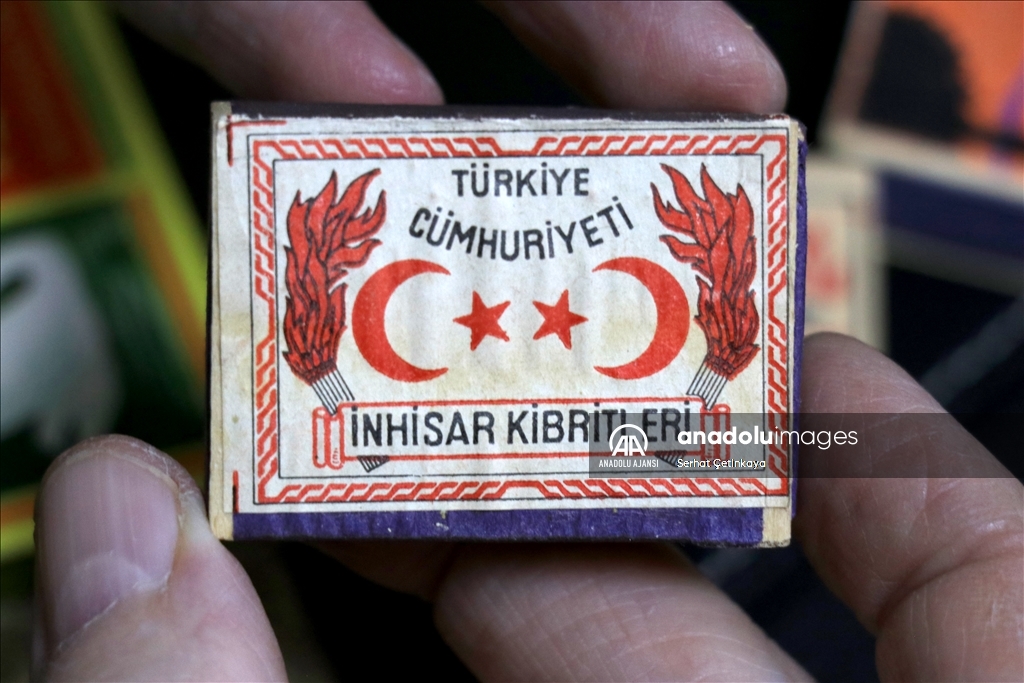 TÜRKİYE
CÜMHURİYETİ
İNHİSAR KİBRİTLERİ
AA
ANADOLU AJANSI
anadoluimages
Serhat Çetinkaya